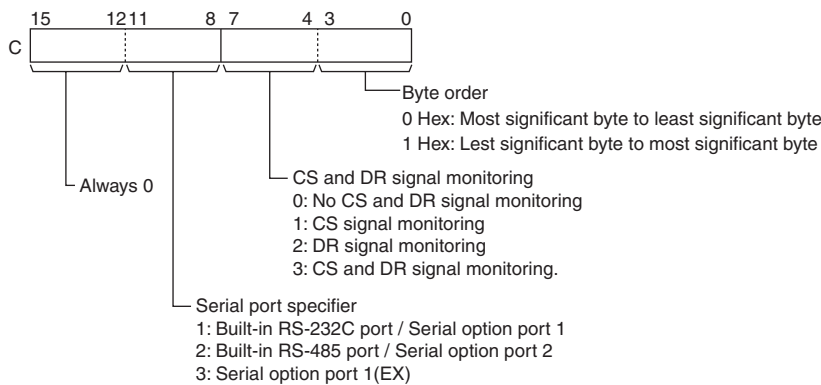 15 12 11 8 7 4 3 0
C
Byte order
0 Hex: Most significant byte to least significant byte
1 Hex: Lest significant byte to most significant byte
Always 0
CS and DR signal monitoring
0: No CS and DR signal monitoring
1: CS signal monitoring
2: DR signal monitoring
3: CS and DR signal monitoring.
Serial port specifier
1: Built-in RS-232C port / Serial option port 1
2: Built-in RS-485 port / Serial option port 2
3: Serial option port 1(EX)